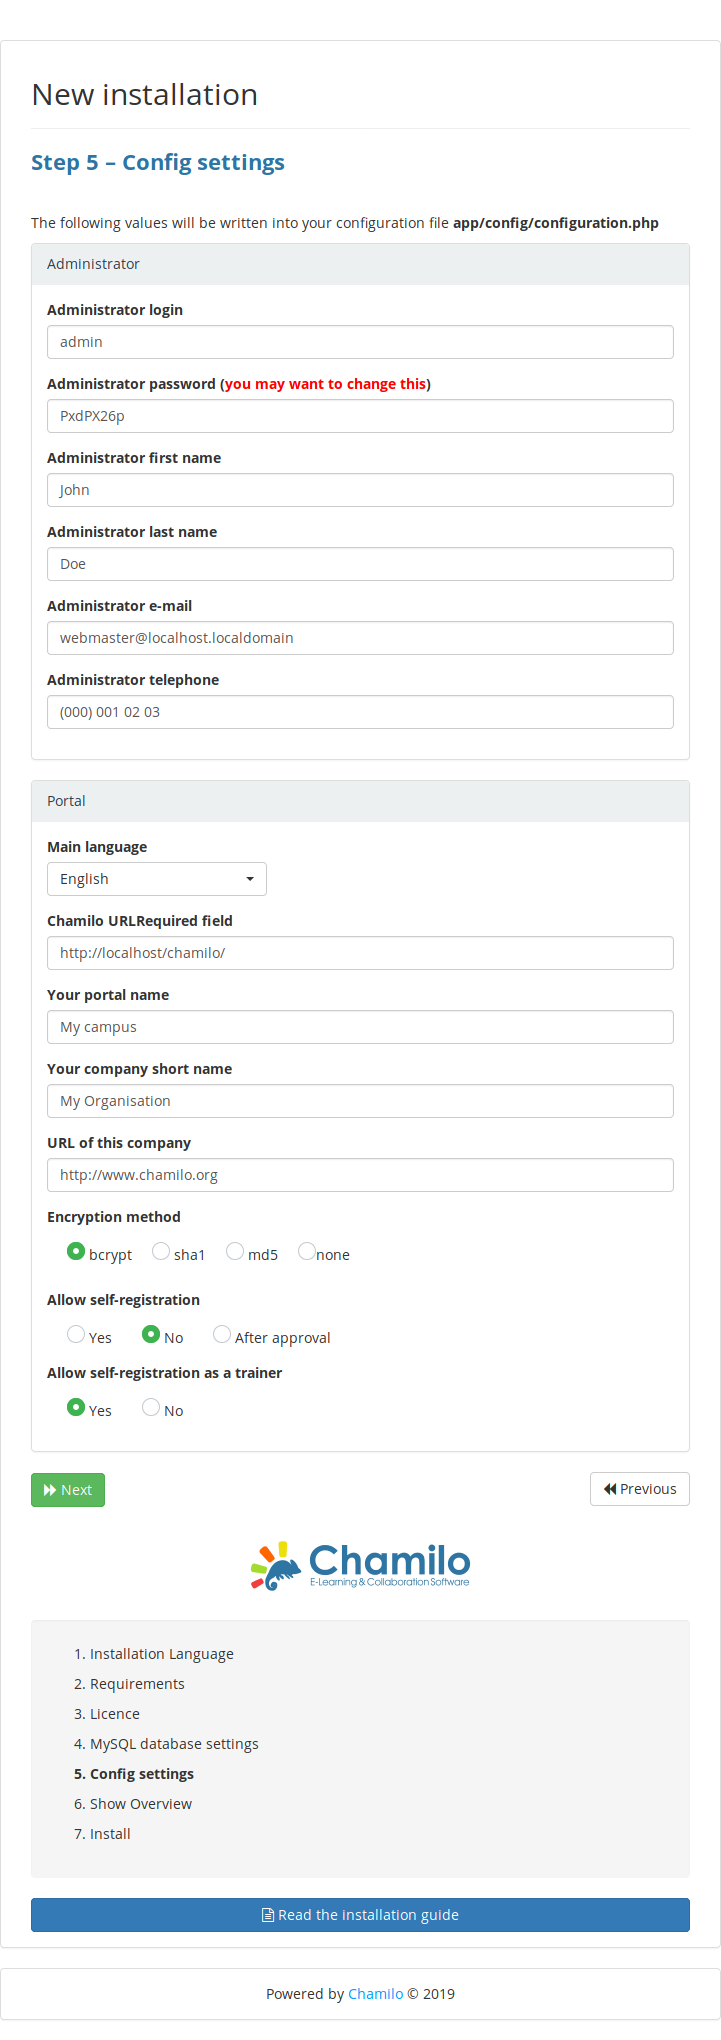 New installation
Step 5 – Config settings
The following values will be written into your configuration file app/config/configuration.php
Administrator
Administrator login
admin
Administrator password (you may want to change this)
PxdPX26p
Administrator first name
John
Administrator last name
Doe
Administrator e-mail
webmaster@localhost.localdomain
Administrator telephone
(000) 001 02 03
Portal
Main language
English
Chamilo URLRequired field
http://localhost/chamilo/
Your portal name
My campus
Your company short name
My Organisation
URL of this company
http://www.chamilo.org
Encryption method
bcrypt sha1 md5 none
Allow self-registration
Yes No After approval
Allow self-registration as a trainer
Yes No
Next Previous
Chamilo
E-Learning & Collaboration Software
1. Installation Language
2. Requirements
3. Licence
4. MySQL database settings
5. Config settings
6. Show Overview
7. Install
Read the installation guide
Powered by Chamilo © 2019